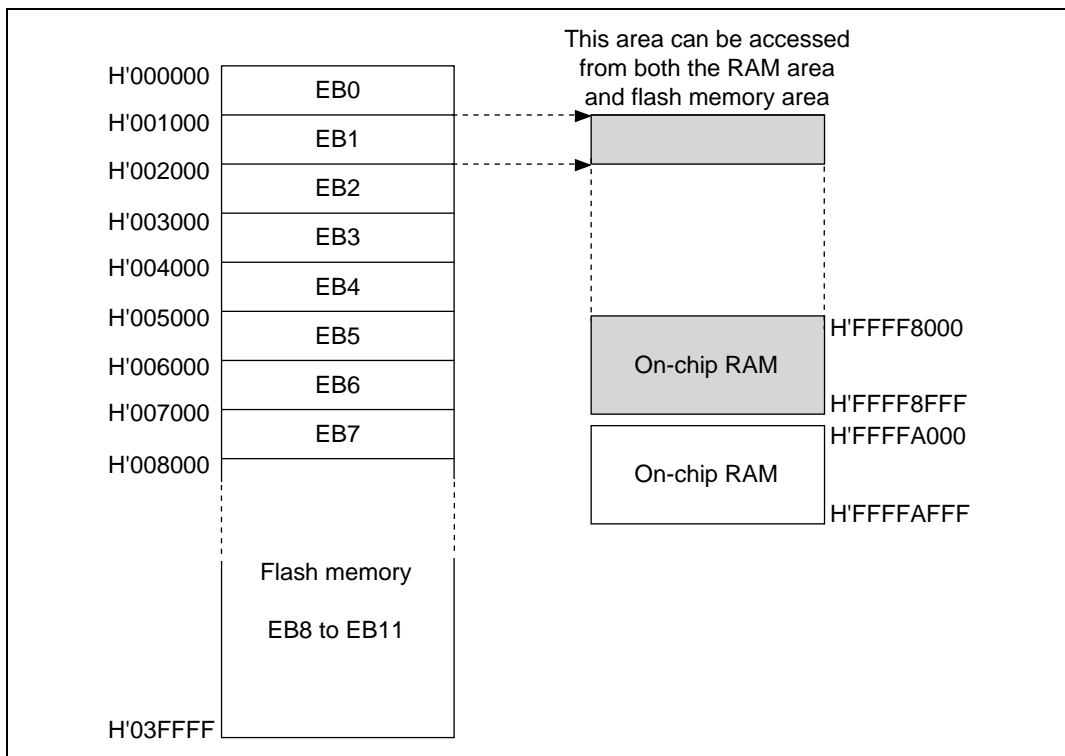 This area can be accessed
from both the RAM area
and flash memory area
H'000000
EB0
H'001000
EB1
H'002000
EB2
H'003000
EB3
H'004000
EB4
H'005000
EB5
H'006000
EB6
H'007000
EB7
H'008000
Flash memory
EB8 to EB11
H'03FFFF
H'FFFF8000
On-chip RAM
H'FFFF8FFF
H'FFFFA000
On-chip RAM
H'FFFFAFFF